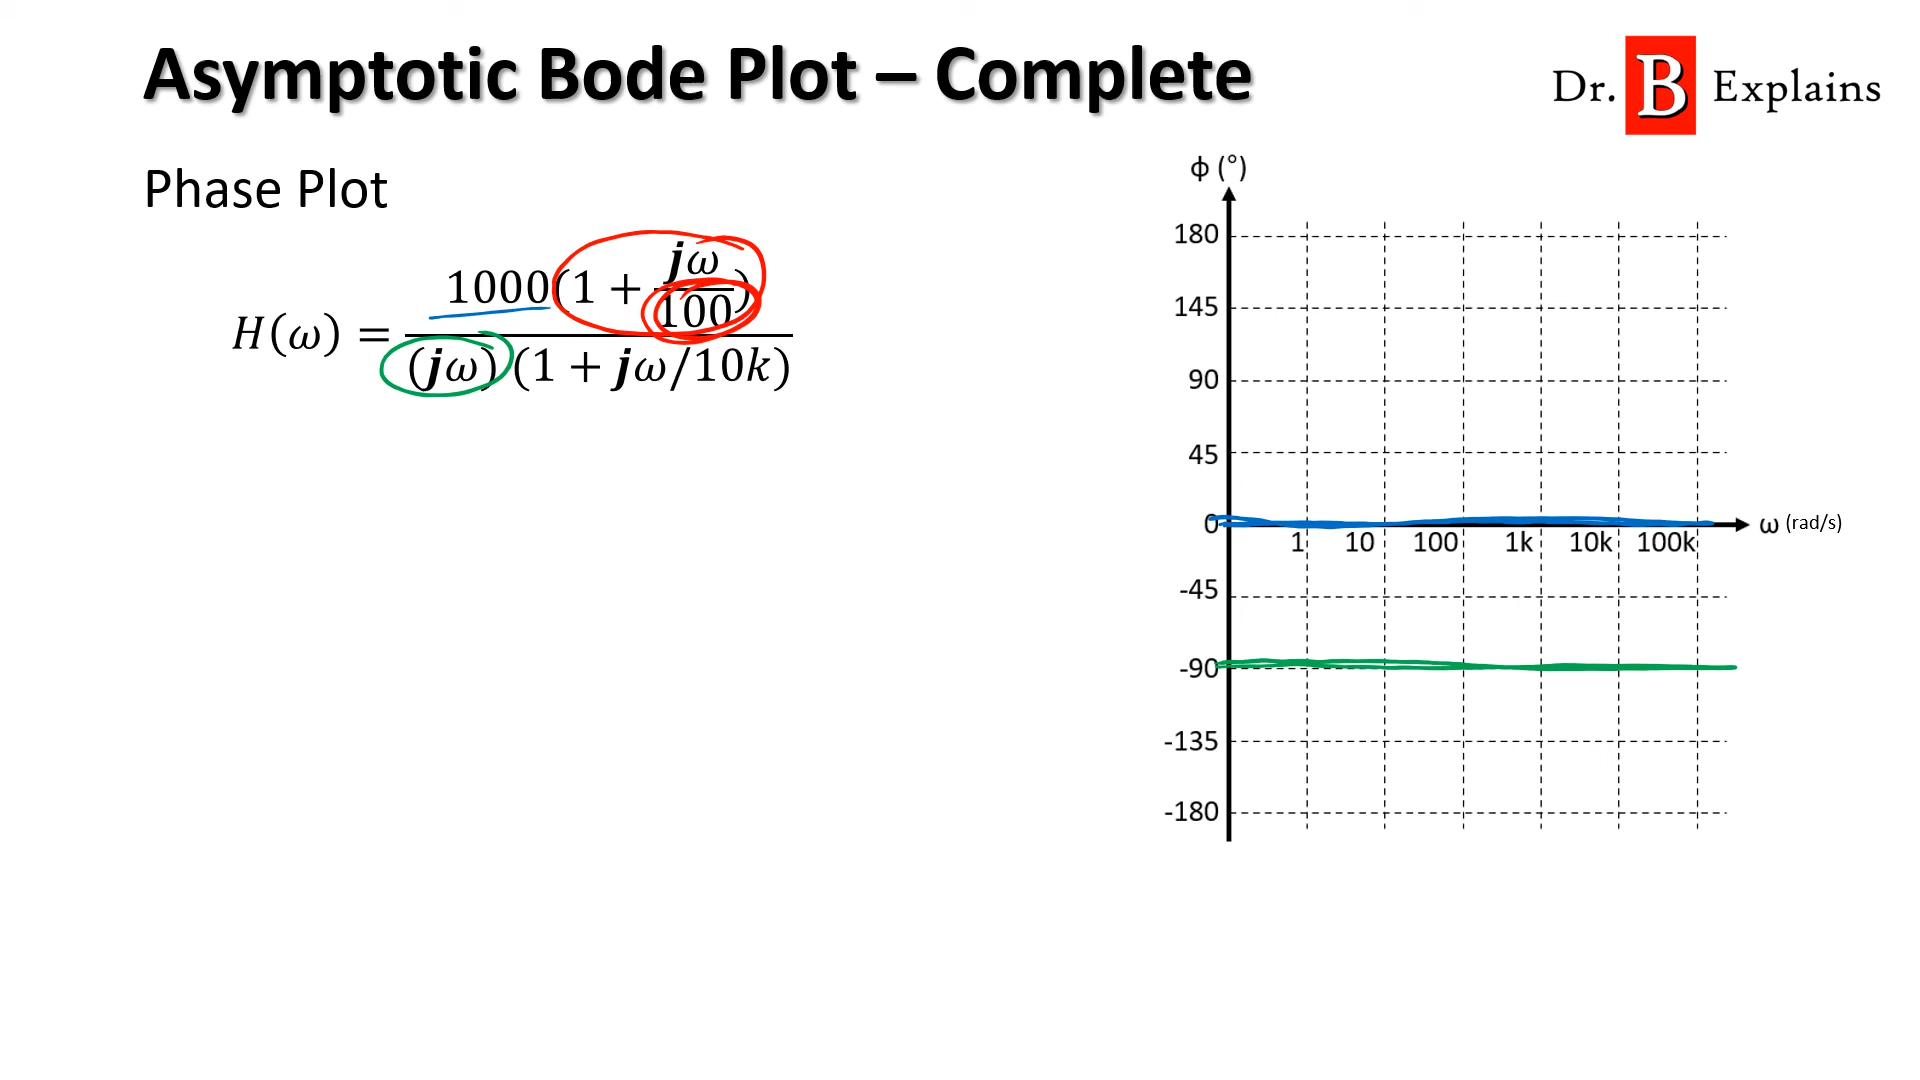 Asymptotic Bode Plot – Complete
Dr. B Explains
Phase Plot
H(ω) = 1000(1 + jω/100) / (jω)(1 + jω/10k)
ϕ (°)
180
145
90
45
0
ω (rad/s)
1 10 100 1k 10k 100k
-45
-90
-135
-180